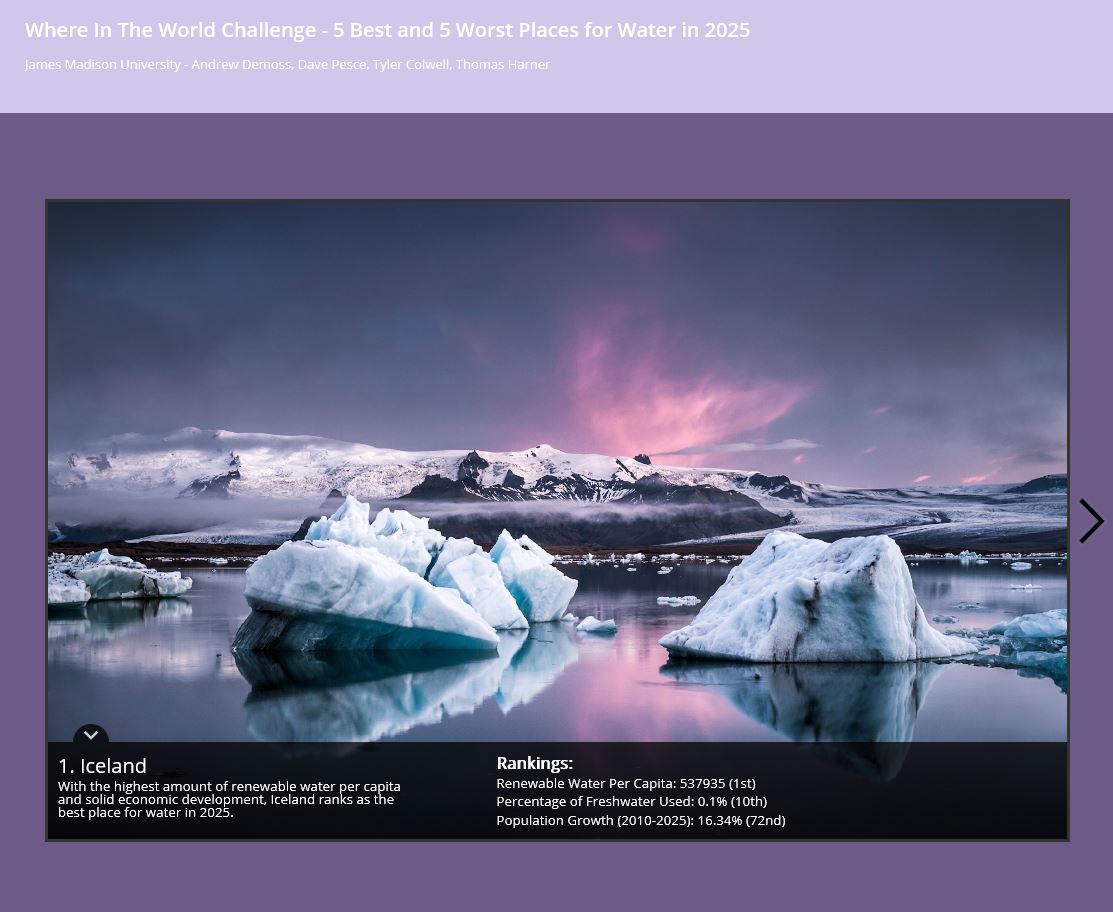 Where In The World Challenge - 5 Best and 5 Worst Places for Water in 2025
James Madison University - Andrew Demoss, Dave Pesce, Tyler Colwell, Thomas Harner
1. Iceland
With the highest amount of renewable water per capita
and solid economic development, Iceland ranks as the
best place for water in 2025.
Rankings:
Renewable Water Per Capita: 537935 (1st)
Percentage of Freshwater Used: 0.1% (10th)
Population Growth (2010-2025): 16.34% (72nd)